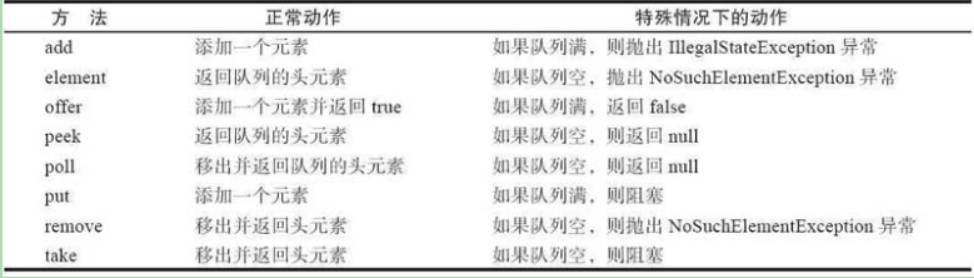 方 法 正常动作 特殊情况下的动作
add 添加一个元素 如果队列满，则抛出 IllegalStateException 异常
element 返回队列的头元素 如果队列空，抛出 NoSuchElementException 异常
offer 添加一个元素并返回 true 如果队列满，返回 false
peek 返回队列的头元素 如果队列空，则返回 null
poll 移出并返回队列的头元素 如果队列空，则返回 null
put 添加一个元素 如果队列满，则阻塞
remove 移出并返回头元素 如果队列空，则抛出 NoSuchElementException 异常
take 移出并返回头元素 如果队列空，则阻塞